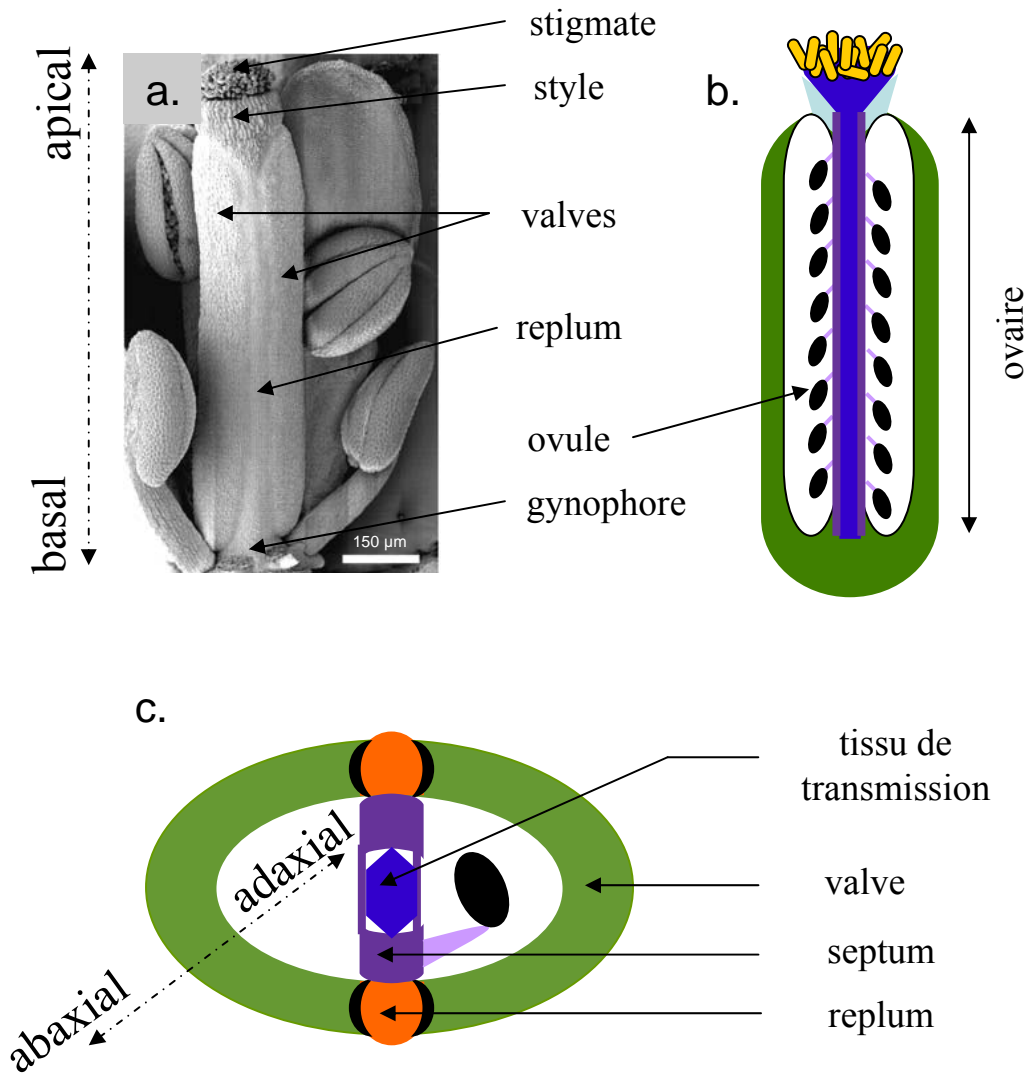 stigmate
a.
style
b.
apical
valves
replum
ovaire
ovule
basal
gynophore
150 µm
c.
tissu de
transmission
adaxial
valve
septum
abaxial
replum